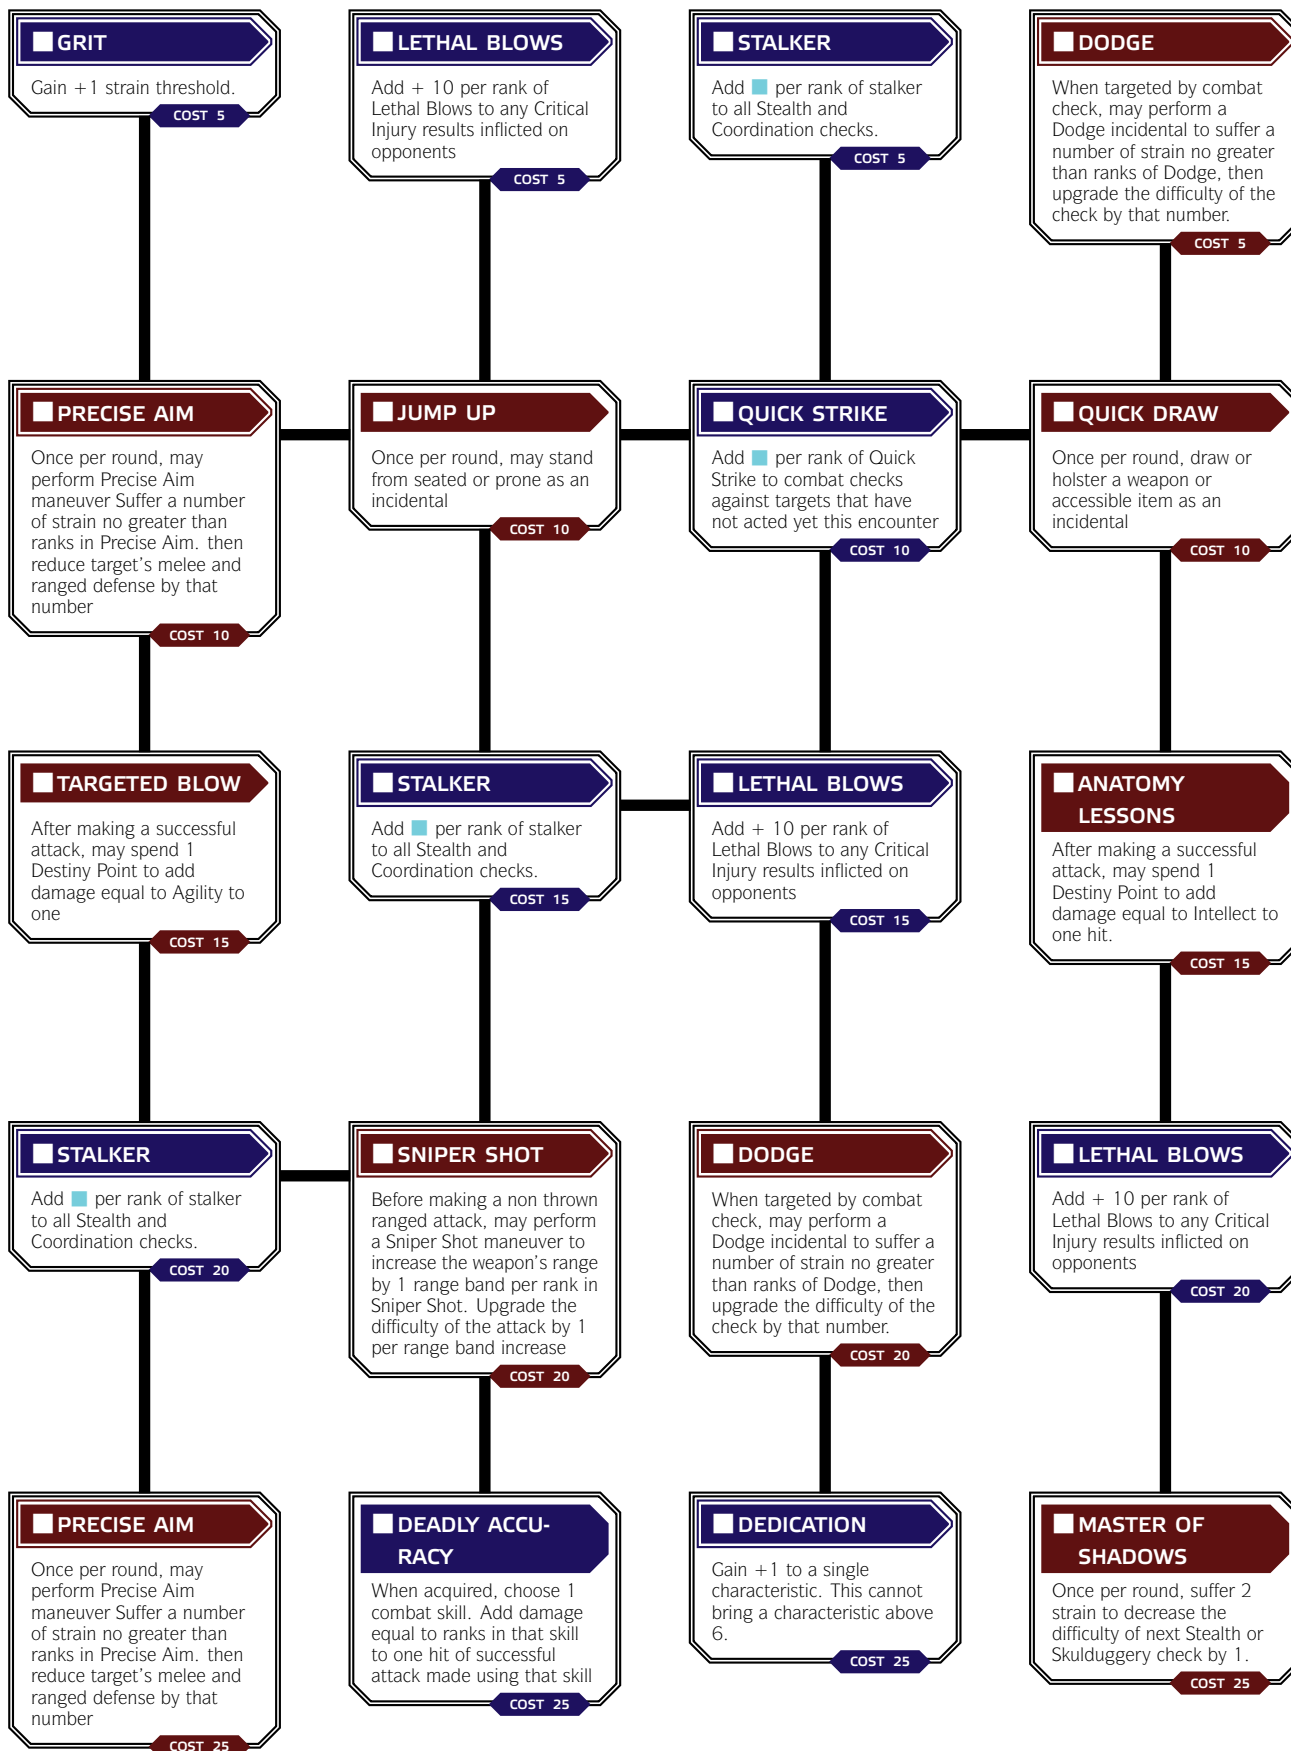 GRIT
Gain +1 strain threshold.
COST 5
LETHAL BLOWS
Add + 10 per rank of
Lethal Blows to any Critical
Injury results inflicted on
opponents
COST 5
STALKER
Add per rank of stalker
to all Stealth and
Coordination checks.
COST 5
DODGE
When targeted by combat
check, may perform a
Dodge incidental to suffer a
number of strain no greater
than ranks of Dodge, then
upgrade the difficulty of the
check by that number.
COST 5
PRECISE AIM
Once per round, may
perform Precise Aim
maneuver Suffer a number
of strain no greater than
ranks in Precise Aim. then
reduce target's melee and
ranged defense by that
number
COST 10
JUMP UP
Once per round, may stand
from seated or prone as an
incidental
COST 10
QUICK STRIKE
Add per rank of Quick
Strike to combat checks
against targets that have
not acted yet this encounter
COST 10
QUICK DRAW
Once per round, draw or
holster a weapon or
accessible item as an
incidental
COST 10
TARGETED BLOW
After making a successful
attack, may spend 1
Destiny Point to add
damage equal to Agility to
one
COST 15
STALKER
Add per rank of stalker
to all Stealth and
Coordination checks.
COST 15
LETHAL BLOWS
Add + 10 per rank of
Lethal Blows to any Critical
Injury results inflicted on
opponents
COST 15
ANATOMY
LESSONS
After making a successful
attack, may spend 1
Destiny Point to add
damage equal to Intellect to
one hit.
COST 15
STALKER
Add per rank of stalker
to all Stealth and
Coordination checks.
COST 20
SNIPER SHOT
Before making a non thrown
ranged attack, may perform
a Sniper Shot maneuver to
increase the weapon's range
by 1 range band per rank in
Sniper Shot. Upgrade the
difficulty of the attack by 1
per range band increase
COST 20
DODGE
When targeted by combat
check, may perform a
Dodge incidental to suffer a
number of strain no greater
than ranks of Dodge, then
upgrade the difficulty of the
check by that number.
COST 20
LETHAL BLOWS
Add + 10 per rank of
Lethal Blows to any Critical
Injury results inflicted on
opponents
COST 20
PRECISE AIM
Once per round, may
perform Precise Aim
maneuver Suffer a number
of strain no greater than
ranks in Precise Aim. then
reduce target's melee and
ranged defense by that
number
COST 25
DEADLY ACCU-
RACY
When acquired, choose 1
combat skill. Add damage
equal to ranks in that skill
to one hit of successful
attack made using that skill
COST 25
DEDICATION
Gain +1 to a single
characteristic. This cannot
bring a characteristic above
6.
COST 25
MASTER OF
SHADOWS
Once per round, suffer 2
strain to decrease the
difficulty of next Stealth or
Skulduggery check by 1.
COST 25